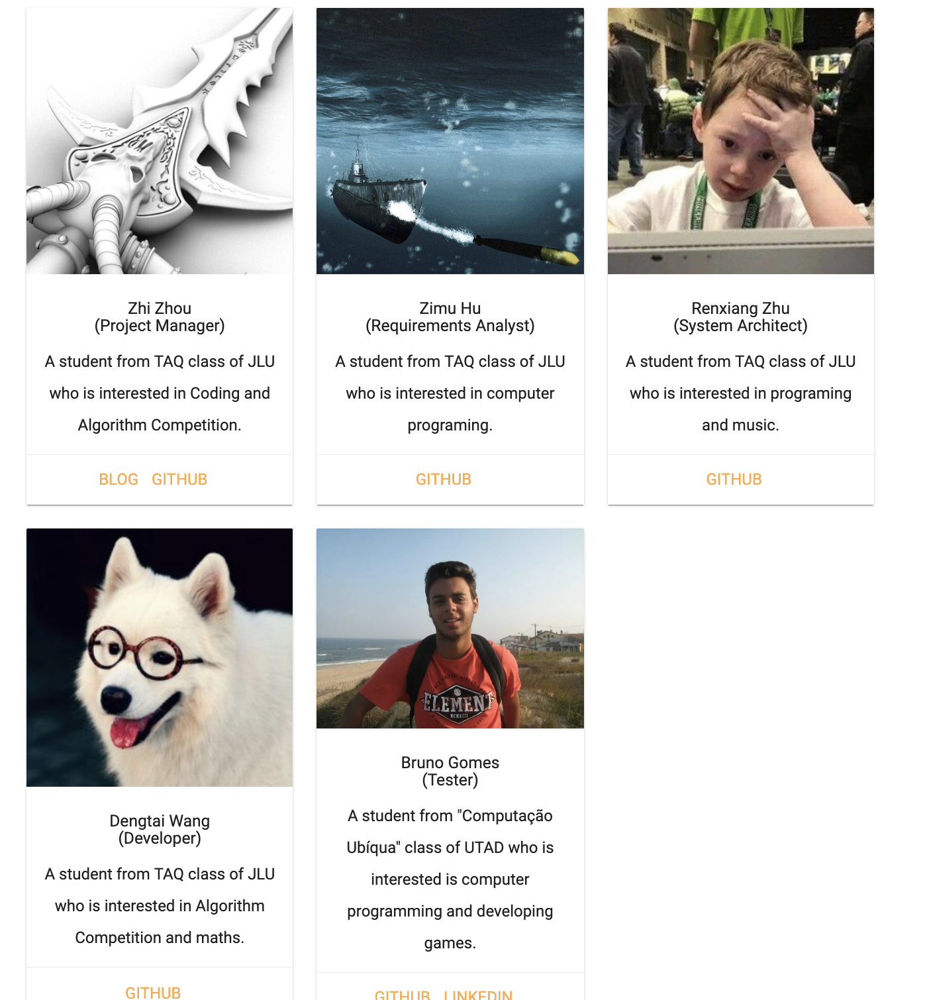 Zhi Zhou
(Project Manager)
A student from TAQ class of JLU
who is interested in Coding and
Algorithm Competition.
BLOG GITHUB
Zimu Hu
(Requirements Analyst)
A student from TAQ class of JLU
who is interested in computer
programing.
GITHUB
Renxiang Zhu
(System Architect)
A student from TAQ class of JLU
who is interested in programing
and music.
GITHUB
Dengtai Wang
(Developer)
A student from TAQ class of JLU
who is interested in Algorithm
Competition and maths.
GITHUB
ELEMENT
MCMXCII
Bruno Gomes
(Tester)
A student from "Computação
Ubíqua" class of UTAD who is
interested is computer
programming and developing
games.
GITHUB LINKEDIN